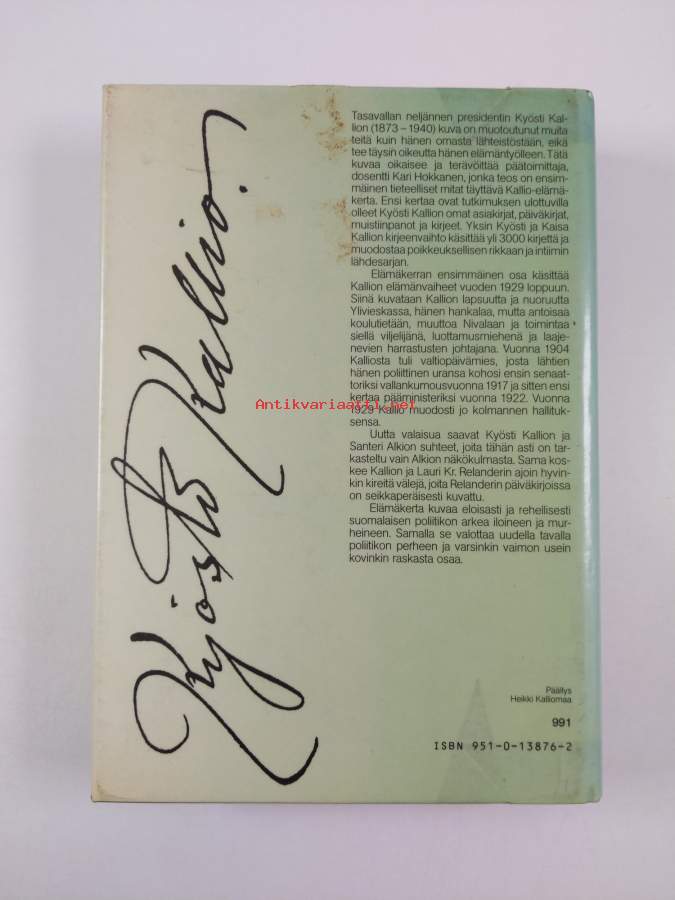 Kyösti Kallio.
Tasavallan neljännen presidentin Kyösti Kal-
lion (1873–1940) kuva on muotoutunut muita
teitä kuin hänen omasta lähteistöstään, eikä
tee täysin oikeutta hänen elämäntyölleen. Tätä
kuvaa oikaisee ja terävöittää päätoimittaja,
dosentti Kari Hokkanen, jonka teos on ensim-
mäinen tieteelliset mitat täyttävä Kallio-elämä-
kerta. Ensi kertaa ovat tutkimuksen ulottuvilla
olleet Kyösti Kallion omat asiakirjat, päiväkirjat,
muistiinpanot ja kirjeet. Yksin Kyösti ja Kaisa
Kallion kirjeenvaihto käsittää yli 3000 kirjettä ja
muodostaa poikkeuksellisen rikkaan ja intiimin
lähdesarjan.
Elämäkerran ensimmäinen osa käsittää
Kallion elämänvaiheet vuoden 1929 loppuun.
Siinä kuvataan Kallion lapsuutta ja nuoruutta
Ylivieskassa, hänen hankalaa, mutta antoisaa
koulutietään, muuttoa Nivalaan ja toimintaa
siellä viljelijänä, luottamusmiehenä ja laaje-
nevien harrastusten johtajana. Vuonna 1904
Kalliosta tuli valtiopäivämies, josta lähtien
hänen poliittinen uransa kohosi ensin senaat-
toriksi vallankumousvuonna 1917 ja sitten ensi
kertaa pääministeriksi vuonna 1922. Vuonna
Antikvariaatti.net
1929 Kallio muodosti jo kolmannen hallituk-
sensa.
Uutta valaisua saavat Kyösti Kallion ja
Santeri Alkion suhteet, joita tähän asti on tar-
kasteltu vain Alkion näkökulmasta. Sama kos-
kee Kallion ja Lauri Kr. Relanderin ajoin hyvin-
kin kireitä välejä, joita Relanderin päiväkirjoissa
on seikkaperäisesti kuvattu.
Elämäkerta kuvaa eloisasti ja rehellisesti
suomalaisen poliitikon arkea iloineen ja mur-
heineen. Samalla se valottaa uudella tavalla
poliitikon perheen ja varsinkin vaimon usein
kovinkin raskasta osaa.
Päällys
Heikki Kalliomaa
991
ISBN 951-0-13876-2